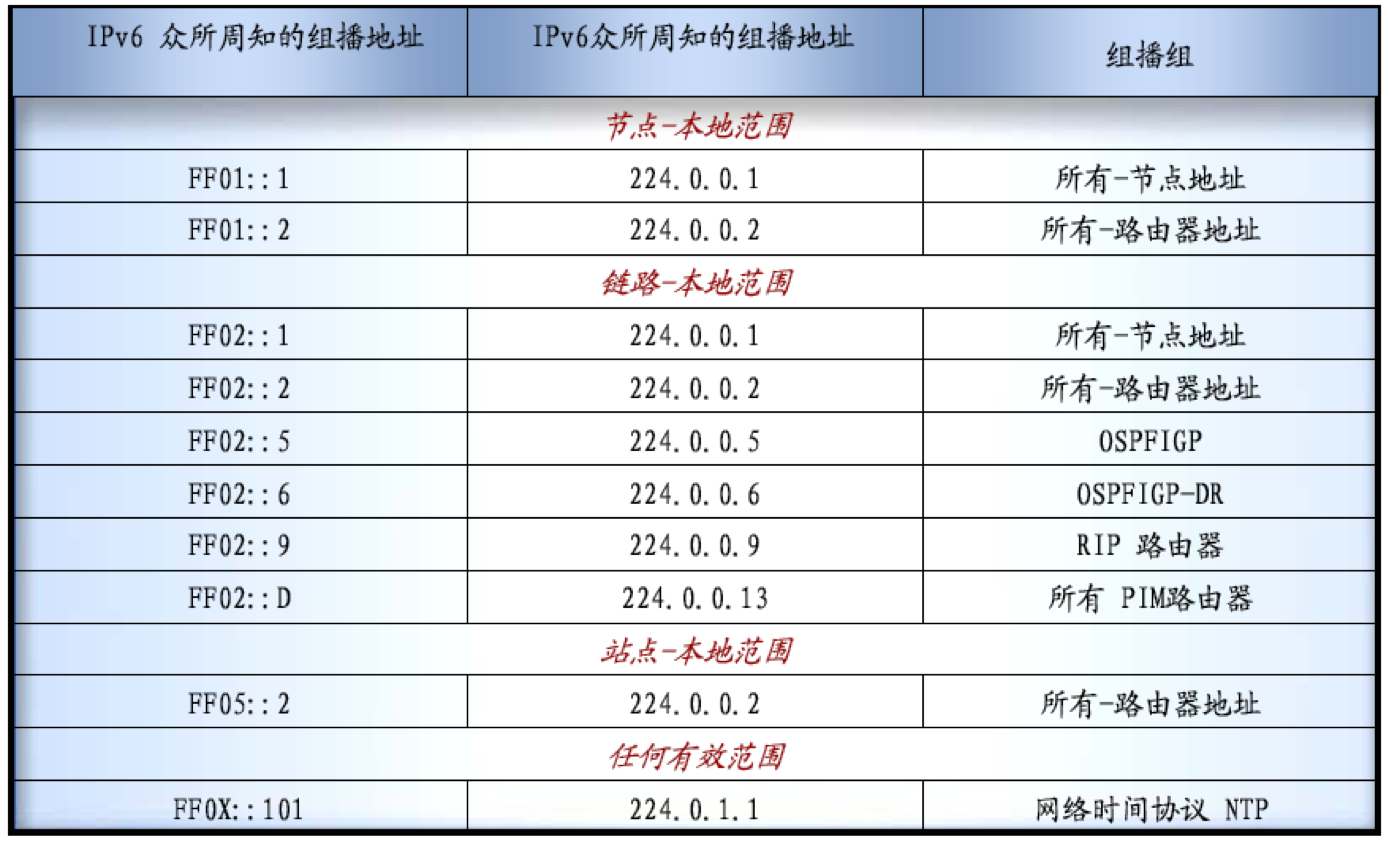 IPv6 众所周知的组播地址 IPv6众所周知的组播地址 组播组
节点-本地范围
FF01::1 224.0.0.1 所有-节点地址
FF01::2 224.0.0.2 所有-路由器地址
链路-本地范围
FF02::1 224.0.0.1 所有-节点地址
FF02::2 224.0.0.2 所有-路由器地址
FF02::5 224.0.0.5 OSPFIGP
FF02::6 224.0.0.6 OSPFIGP-DR
FF02::9 224.0.0.9 RIP 路由器
FF02::D 224.0.0.13 所有 PIM路由器
站点-本地范围
FF05::2 224.0.0.2 所有-路由器地址
任何有效范围
FF0X::101 224.0.1.1 网络时间协议 NTP